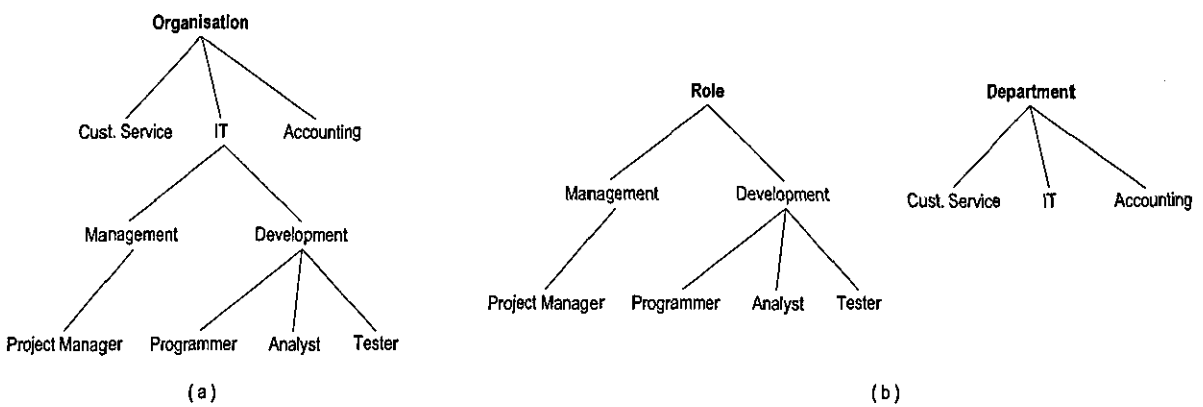 Organisation
Cust. Service IT Accounting
Management Development
Project Manager Programmer Analyst Tester
(a)
Role
Management Development
Project Manager Programmer Analyst Tester
Department
Cust. Service IT Accounting
(b)